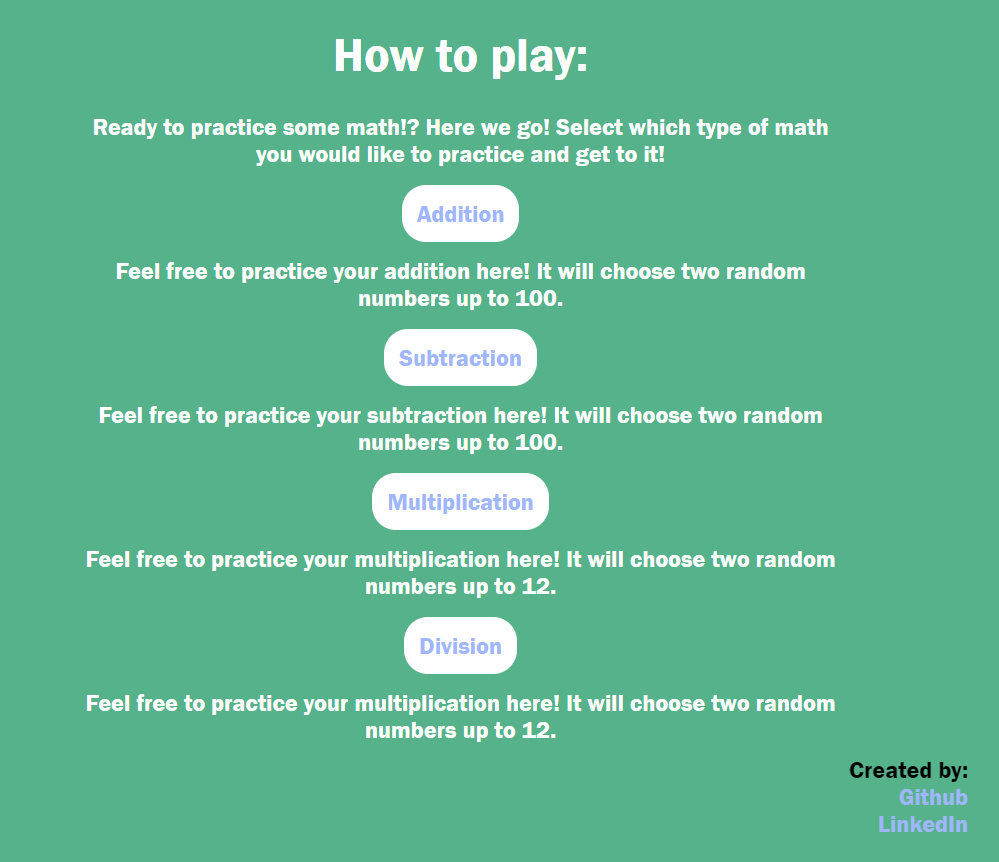 How to play:
Ready to practice some math!? Here we go! Select which type of math
you would like to practice and get to it!
Addition
Feel free to practice your addition here! It will choose two random
numbers up to 100.
Subtraction
Feel free to practice your subtraction here! It will choose two random
numbers up to 100.
Multiplication
Feel free to practice your multiplication here! It will choose two random
numbers up to 12.
Division
Feel free to practice your multiplication here! It will choose two random
numbers up to 12.
Created by:
Github
LinkedIn